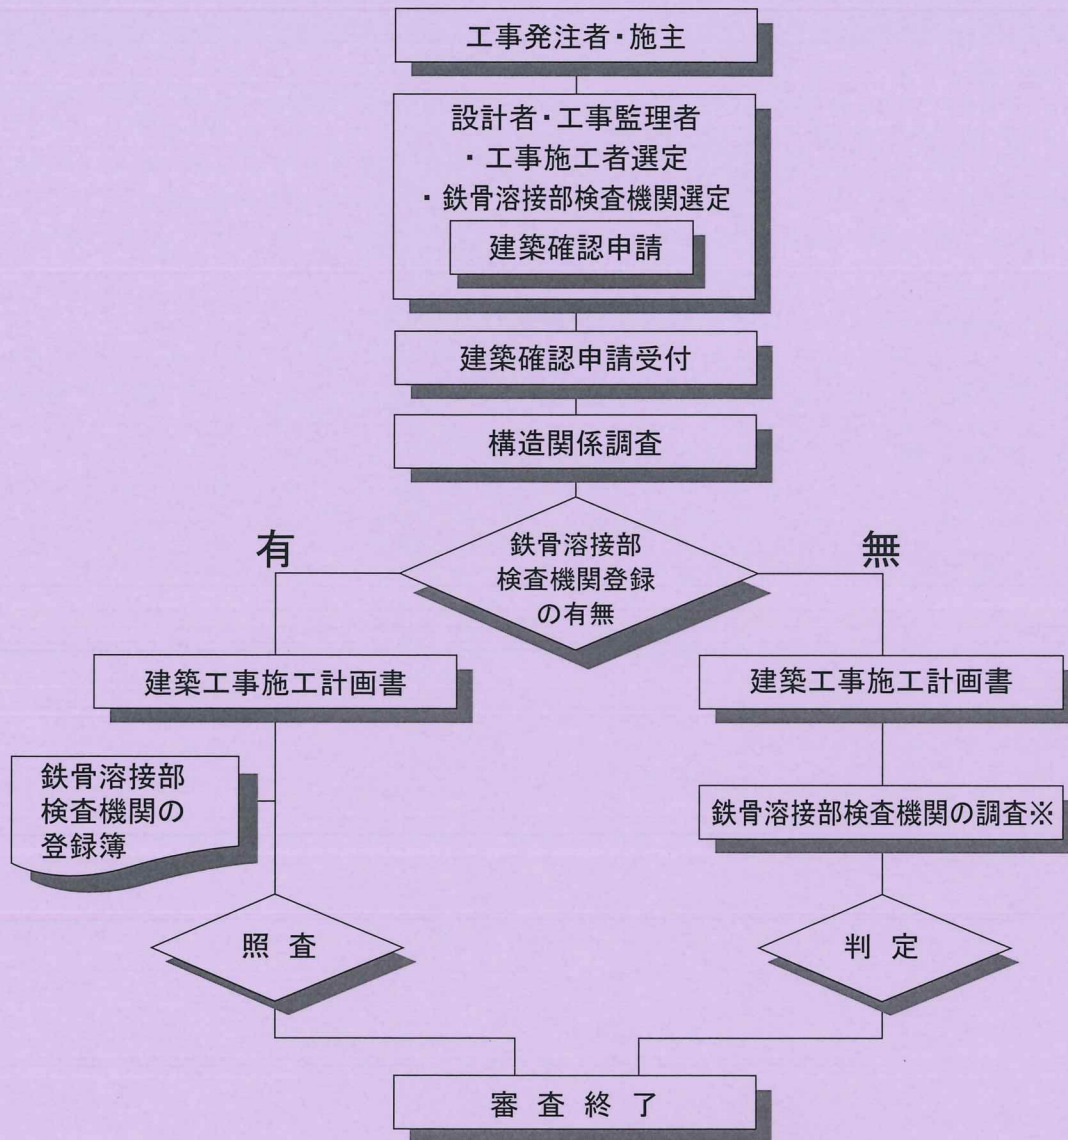 工事発注者・施主
設計者・工事監理者
・工事施工者選定
・鉄骨溶接部検査機関選定
建築確認申請
建築確認申請受付
構造関係調査
鉄骨溶接部
検査機関登録
の有無
有
無
建築工事施工計画書
建築工事施工計画書
鉄骨溶接部
検査機関の
登録簿
鉄骨溶接部検査機関の調査※
照 査
判 定
審 査 終 了